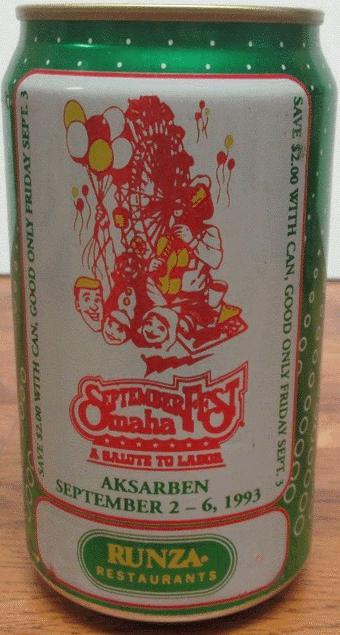 SAVE $2.00 WITH CAN, GOOD ONLY FRIDAY SEPT. 3
SAVE $2.00 WITH CAN, GOOD ONLY FRIDAY SEPT. 3
SEPTEMBERFEST
Omaha
A SALUTE TO LABOR
AKSARBEN
SEPTEMBER 2 – 6, 1993
RUNZA®
RESTAURANTS